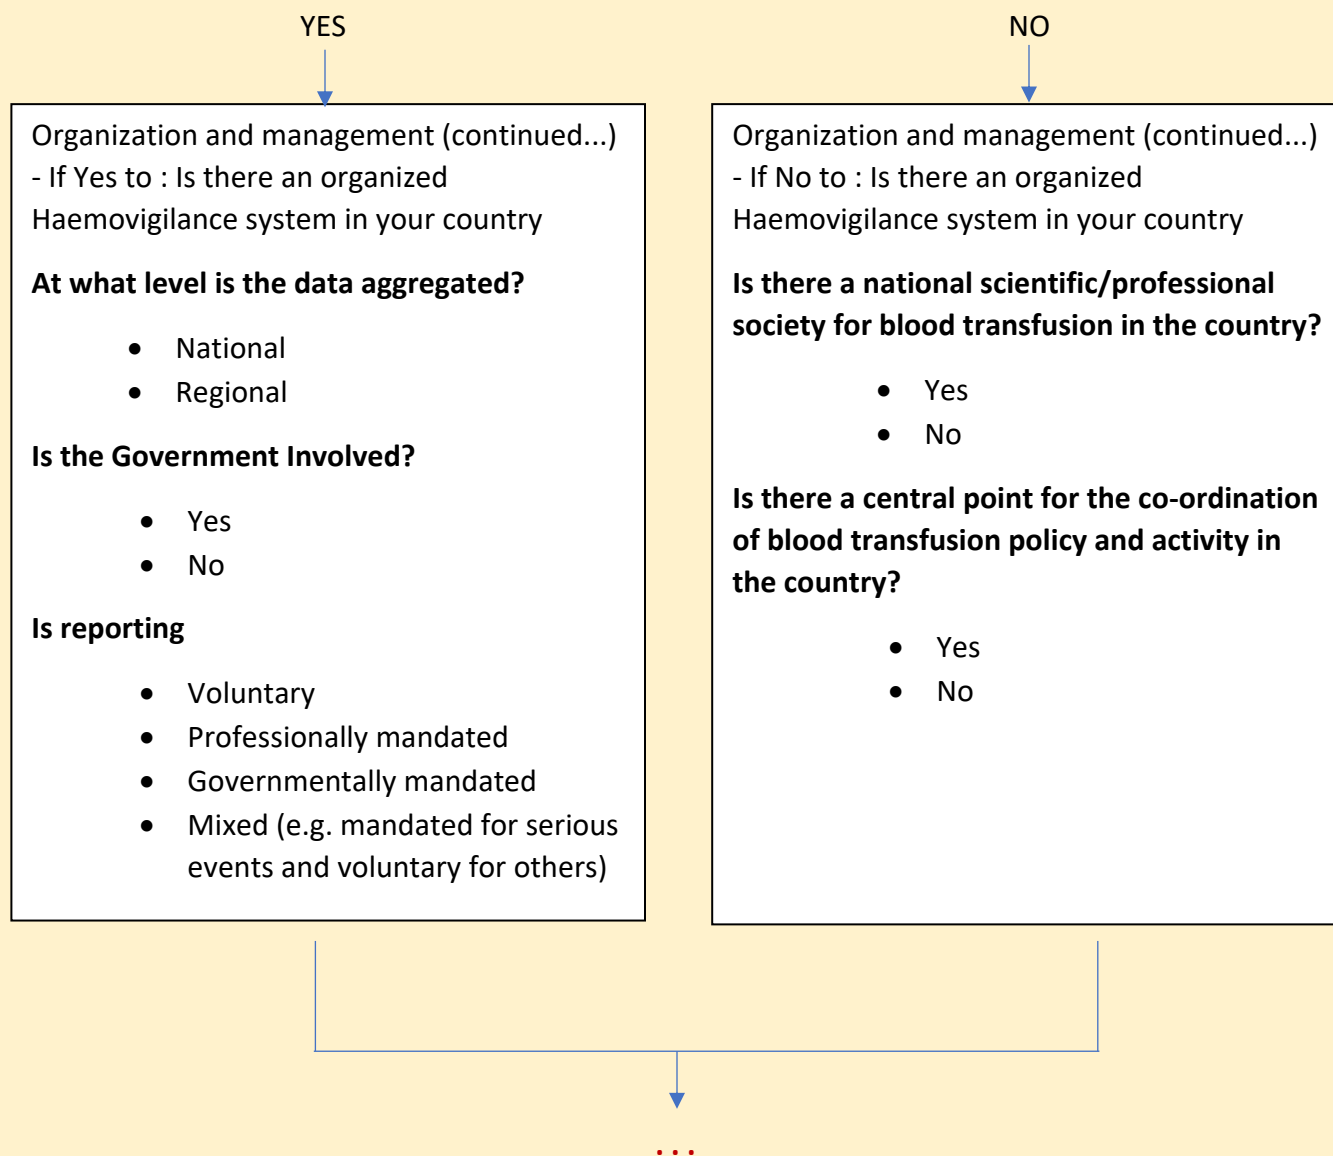 YES
NO
Organization and management (continued...)
- If Yes to : Is there an organized
Haemovigilance system in your country
At what level is the data aggregated?
• National
• Regional
Is the Government Involved?
• Yes
• No
Is reporting
• Voluntary
• Professionally mandated
• Governmentally mandated
• Mixed (e.g. mandated for serious
events and voluntary for others)
Organization and management (continued...)
- If No to : Is there an organized
Haemovigilance system in your country
Is there a national scientific/professional
society for blood transfusion in the country?
• Yes
• No
Is there a central point for the co-ordination
of blood transfusion policy and activity in
the country?
• Yes
• No
...